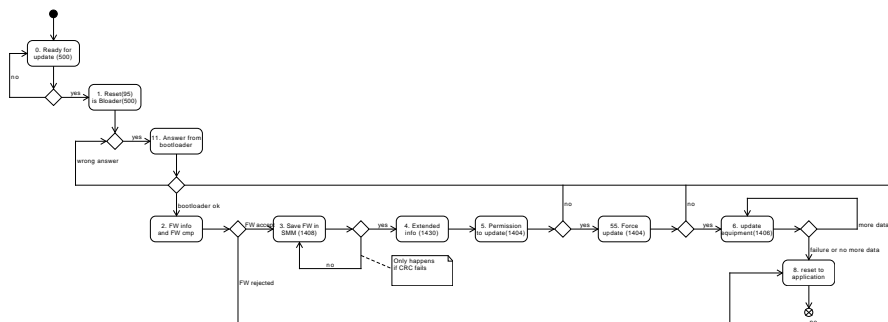 0. Ready for
update (500)
no
yes
1. Reset(95)
is Bloader(500)
yes
11. Answer from
bootloader
wrong answer
bootloader ok
2. FW info
and FW cmp
FW accept
3. Save FW in
SMM (1408)
yes
no
Only happens
if CRC fails
FW rejected
4. Extended
info (1430)
5. Permission
to update(1404)
no
yes
55. Force
update (1404)
no
yes
6. update
equipment(1406)
more data
failure or no more data
8. reset to
application